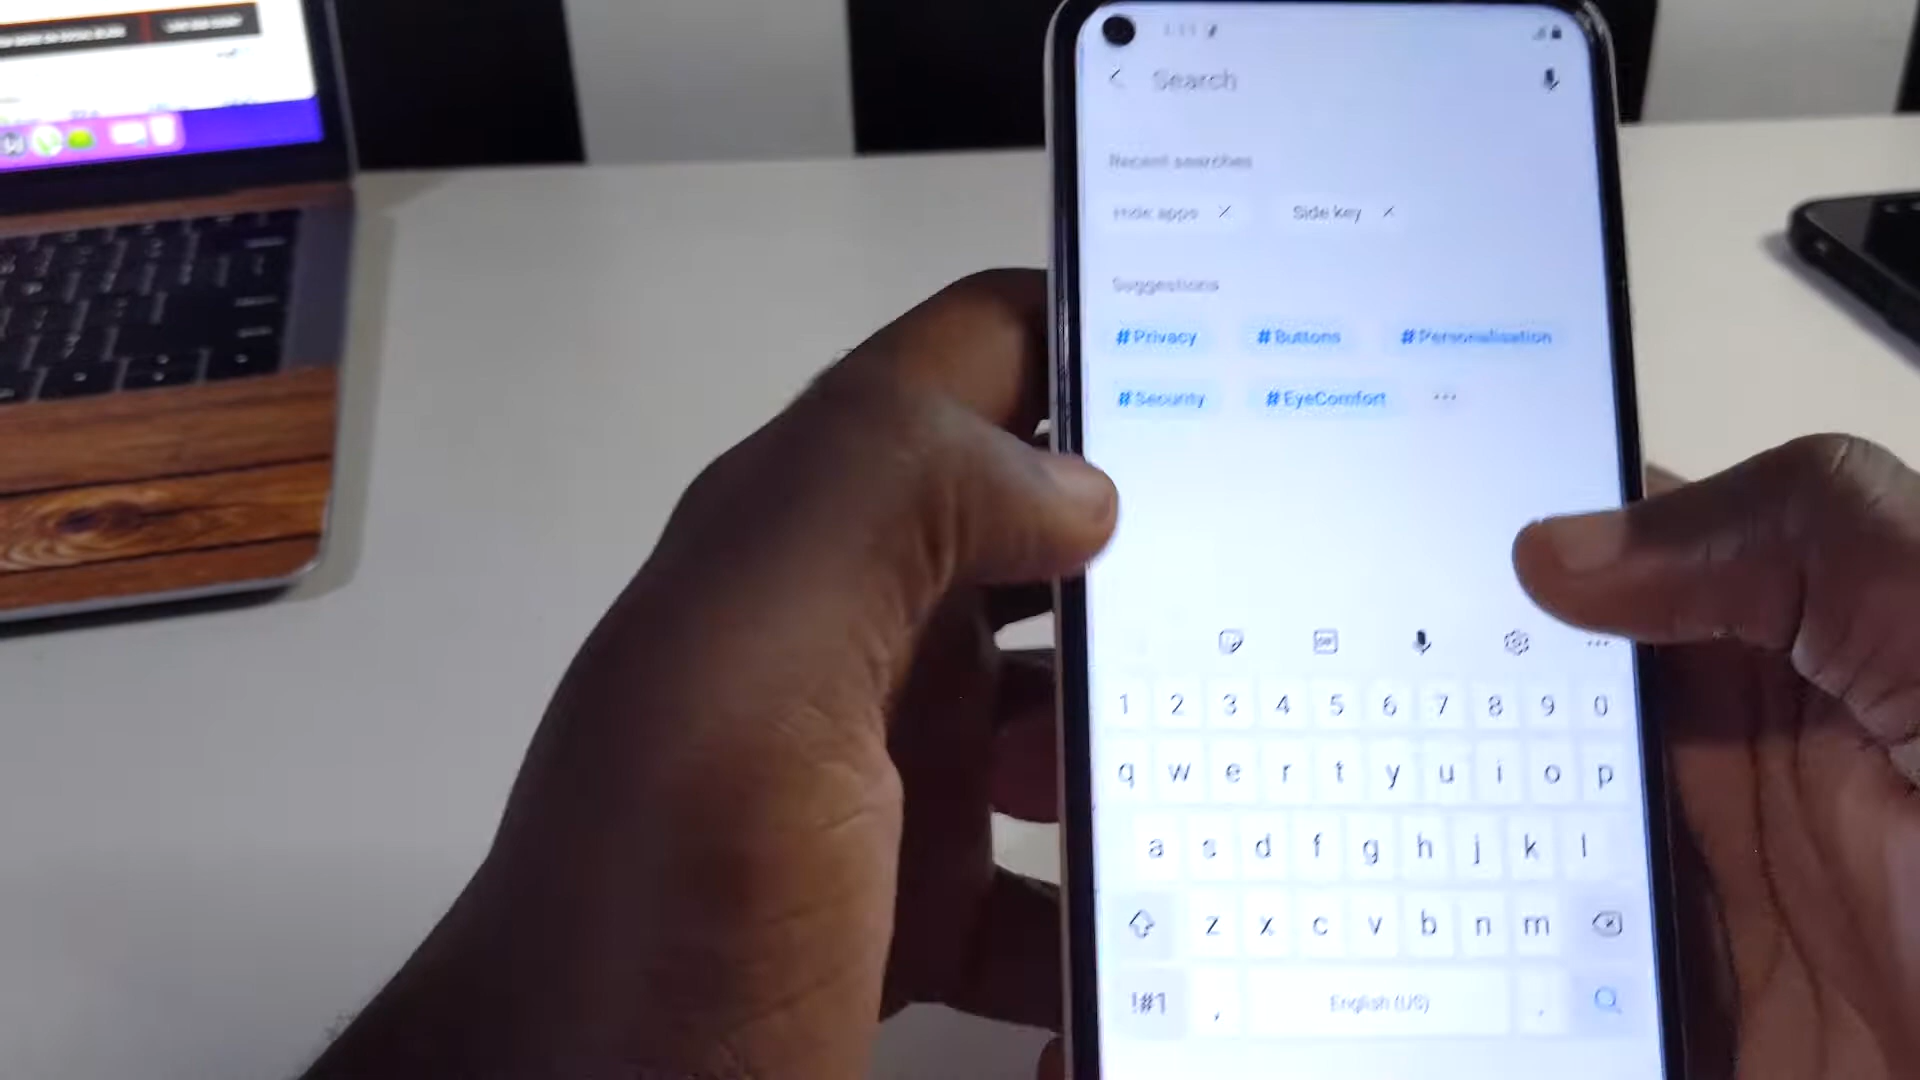 Search
Recent searches
Hide apps Side key
Suggestions
#Privacy #Buttons #Personalisation
#Security #EyeComfort ...
1 2 3 4 5 6 7 8 9 0
q w e r t y u i o p
a s d f g h j k l
z x c v b n m
!#1 , English (US) .